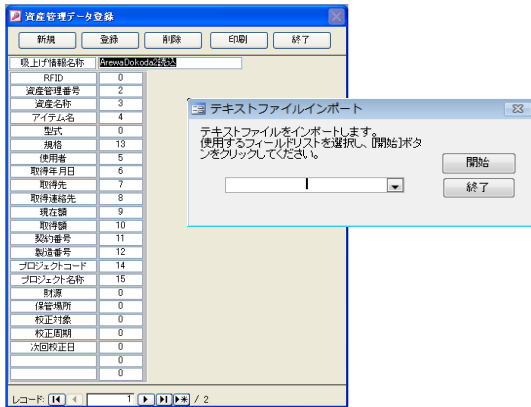 資産管理データ登録
新規 登録 削除 印刷 終了
吸上げ情報名称 ArewaDokoda2読込
RFID 0
資産管理番号 2
資産名称 3
アイテム名 4
型式 0
規格 13
使用者 5
取得年月日 6
取得先 7
取得連絡先 8
現在額 9
取得額 10
契約番号 11
製造番号 12
プロジェクトコード 14
プロジェクト名称 15
財源 0
保管場所 0
校正対象 0
校正周期 0
次回校正日 0
0
0
レコード: 1 / 2
テキストファイルインポート
テキストファイルをインポートします。
使用するフィールドリストを選択し、[開始]ボタ
ンをクリックしてください。
開始
終了